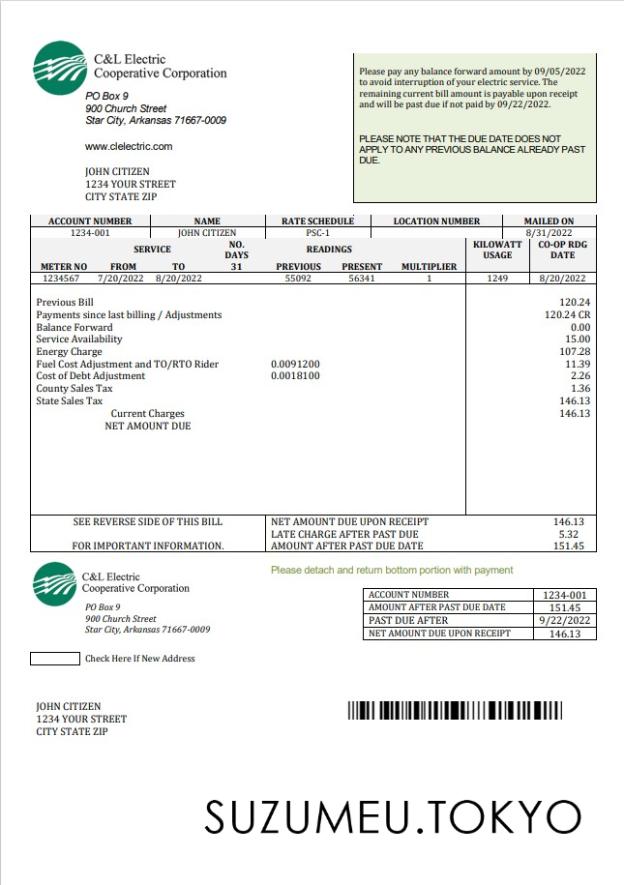 C&L Electric
Cooperative Corporation
PO Box 9
900 Church Street
Star City, Arkansas 71667-0009
www.clelectric.com
JOHN CITIZEN
1234 YOUR STREET
CITY STATE ZIP
Please pay any balance forward amount by 09/05/2022
to avoid interruption of your electric service. The
remaining current bill amount is payable upon receipt
and will be past due if not paid by 09/22/2022.
PLEASE NOTE THAT THE DUE DATE DOES NOT
APPLY TO ANY PREVIOUS BALANCE ALREADY PAST
DUE.
ACCOUNT NUMBER NAME RATE SCHEDULE LOCATION NUMBER MAILED ON
1234-001 JOHN CITIZEN PSC-1 8/31/2022
SERVICE NO. DAYS READINGS KILOWATT USAGE CO-OP RDG DATE
METER NO FROM TO 31 PREVIOUS PRESENT MULTIPLIER
1234567 7/20/2022 8/20/2022 55092 56341 1 1249 8/20/2022
Previous Bill 120.24
Payments since last billing / Adjustments 120.24 CR
Balance Forward 0.00
Service Availability 15.00
Energy Charge 107.28
Fuel Cost Adjustment and TO/RTO Rider 0.0091200 11.39
Cost of Debt Adjustment 0.0018100 2.26
County Sales Tax 1.36
State Sales Tax 146.13
Current Charges 146.13
NET AMOUNT DUE
SEE REVERSE SIDE OF THIS BILL NET AMOUNT DUE UPON RECEIPT 146.13
LATE CHARGE AFTER PAST DUE 5.32
FOR IMPORTANT INFORMATION. AMOUNT AFTER PAST DUE DATE 151.45
C&L Electric
Cooperative Corporation
PO Box 9
900 Church Street
Star City, Arkansas 71667-0009
Please detach and return bottom portion with payment
ACCOUNT NUMBER 1234-001
AMOUNT AFTER PAST DUE DATE 151.45
PAST DUE AFTER 9/22/2022
NET AMOUNT DUE UPON RECEIPT 146.13
Check Here If New Address
JOHN CITIZEN
1234 YOUR STREET
CITY STATE ZIP
SUZUMEU.TOKYO